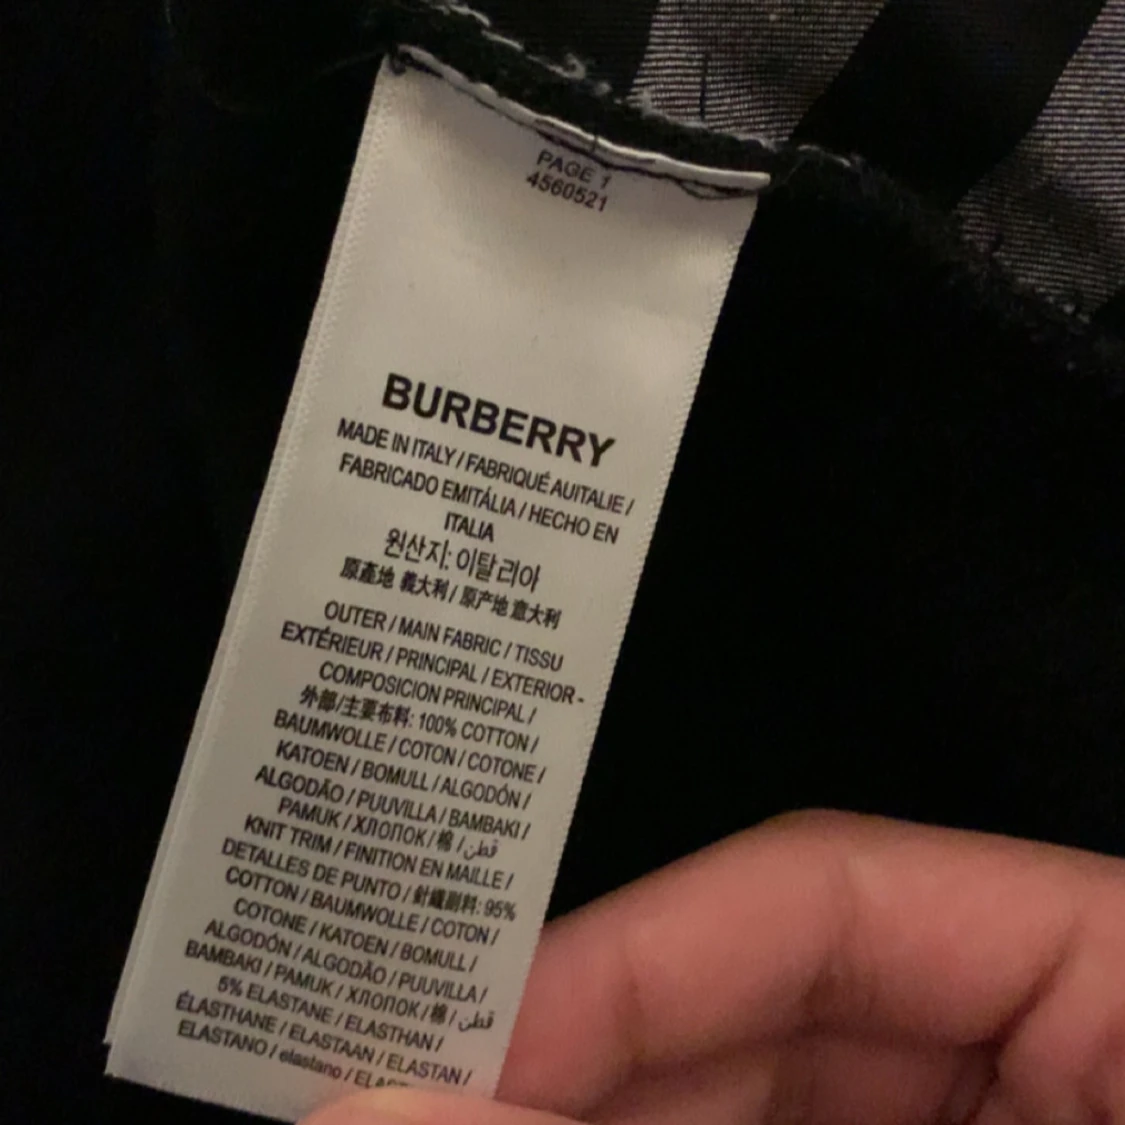 PAGE 1
4560521
BURBERRY
MADE IN ITALY / FABRIQUÉ AUITALIE /
FABRICADO EMITÁLIA / HECHO EN
ITALIA
원산지: 이탈리아
原產地 義大利 / 原产地 意大利
OUTER / MAIN FABRIC / TISSU
EXTÉRIEUR / PRINCIPAL / EXTERIOR -
COMPOSICION PRINCIPAL /
外部/主要布料: 100% COTTON /
BAUMWOLLE / COTON / COTONE /
KATOEN / BOMULL / ALGODÓN /
ALGODÃO / PUUVILLA / BAMBAKI /
PAMUK / ХЛОПОК / 棉 / قطن /
KNIT TRIM / FINITION EN MAILLE /
DETALLES DE PUNTO / 針織副料: 95%
COTTON / BAUMWOLLE / COTON /
COTONE / KATOEN / BOMULL /
ALGODÓN / ALGODÃO / PUUVILLA /
BAMBAKI / PAMUK / ХЛОПОК / 棉 / قطن /
5% ELASTANE / ELASTHAN /
ÉLASTHANE / ELASTAAN / ELASTAN /
ELASTANO / elastano /